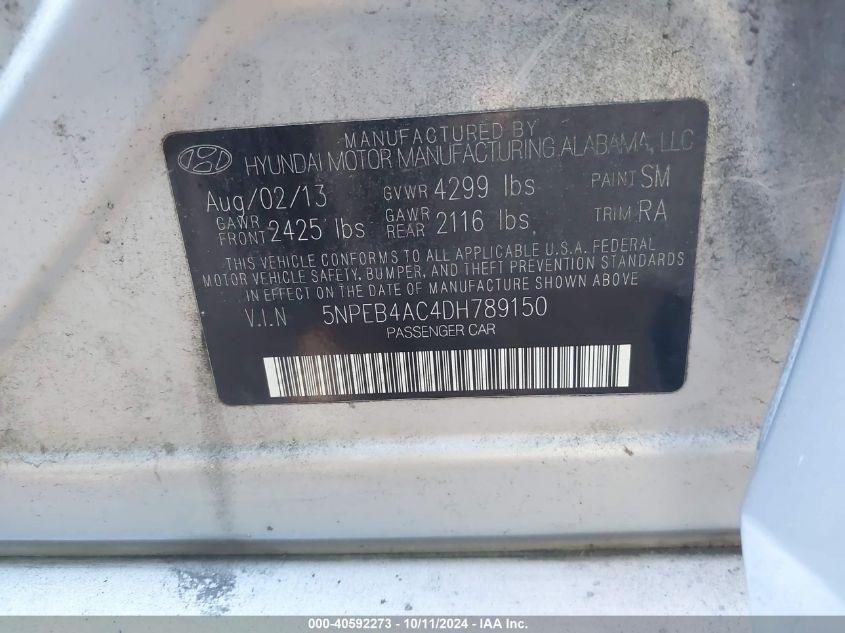 MANUFACTURED BY
HYUNDAI MOTOR MANUFACTURING ALABAMA, LLC
Aug/02/13 GVWR 4299 lbs PAINT SM
GAWR FRONT 2425 lbs GAWR REAR 2116 lbs TRIM RA
THIS VEHICLE CONFORMS TO ALL APPLICABLE U.S.A. FEDERAL
MOTOR VEHICLE SAFETY, BUMPER, AND THEFT PREVENTION STANDARDS
IN EFFECT ON THE DATE OF MANUFACTURE SHOWN ABOVE
V.I.N 5NPEB4AC4DH789150
PASSENGER CAR
000-40592273 - 10/11/2024 - IAA Inc.